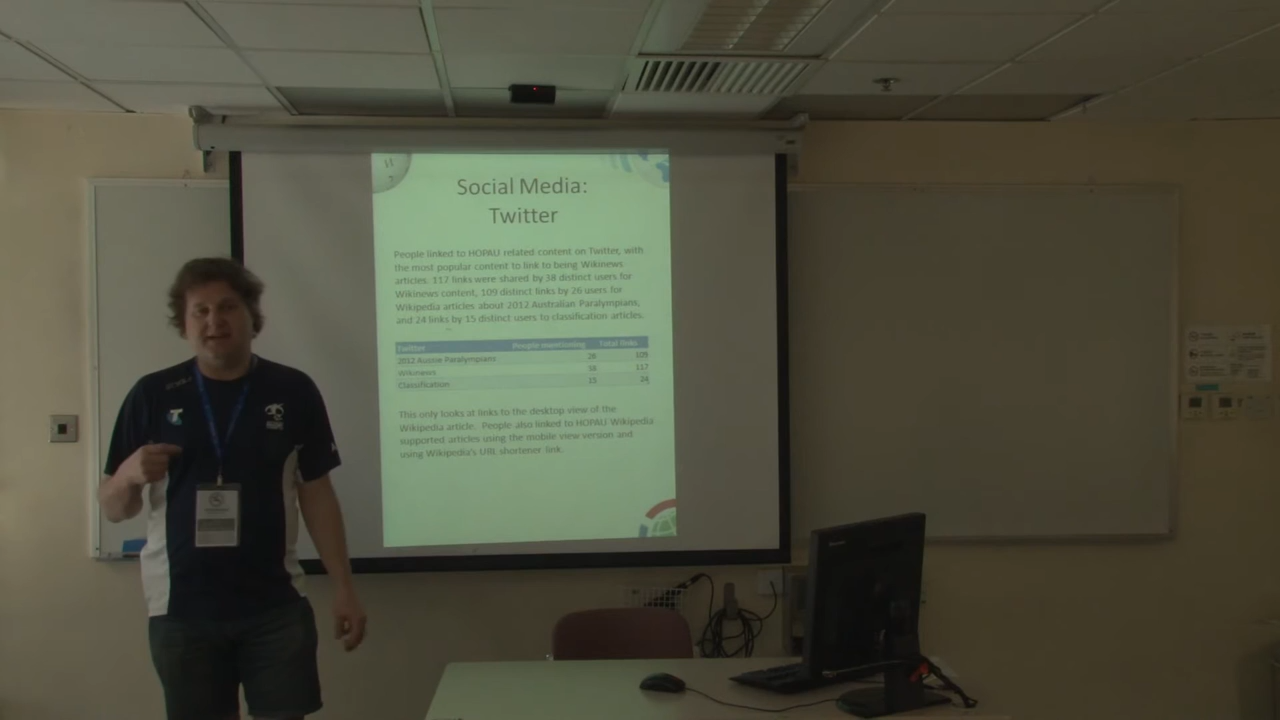 Social Media:
Twitter
People linked to HOPAU related content on Twitter, with
the most popular content to link to being Wikinews
articles. 117 links were shared by 38 distinct users for
Wikinews content, 109 distinct links by 26 users for
Wikipedia articles about 2012 Australian Paralympians,
and 24 links by 15 distinct users to classification articles.
Twitter People mentioning Total links
2012 Aussie Paralympians 26 109
Wikinews 38 117
Classification 15 24
This only looks at links to the desktop view of the
Wikipedia article. People also linked to HOPAU Wikipedia
supported articles using the mobile view version and
using Wikipedia's URL shortener link.